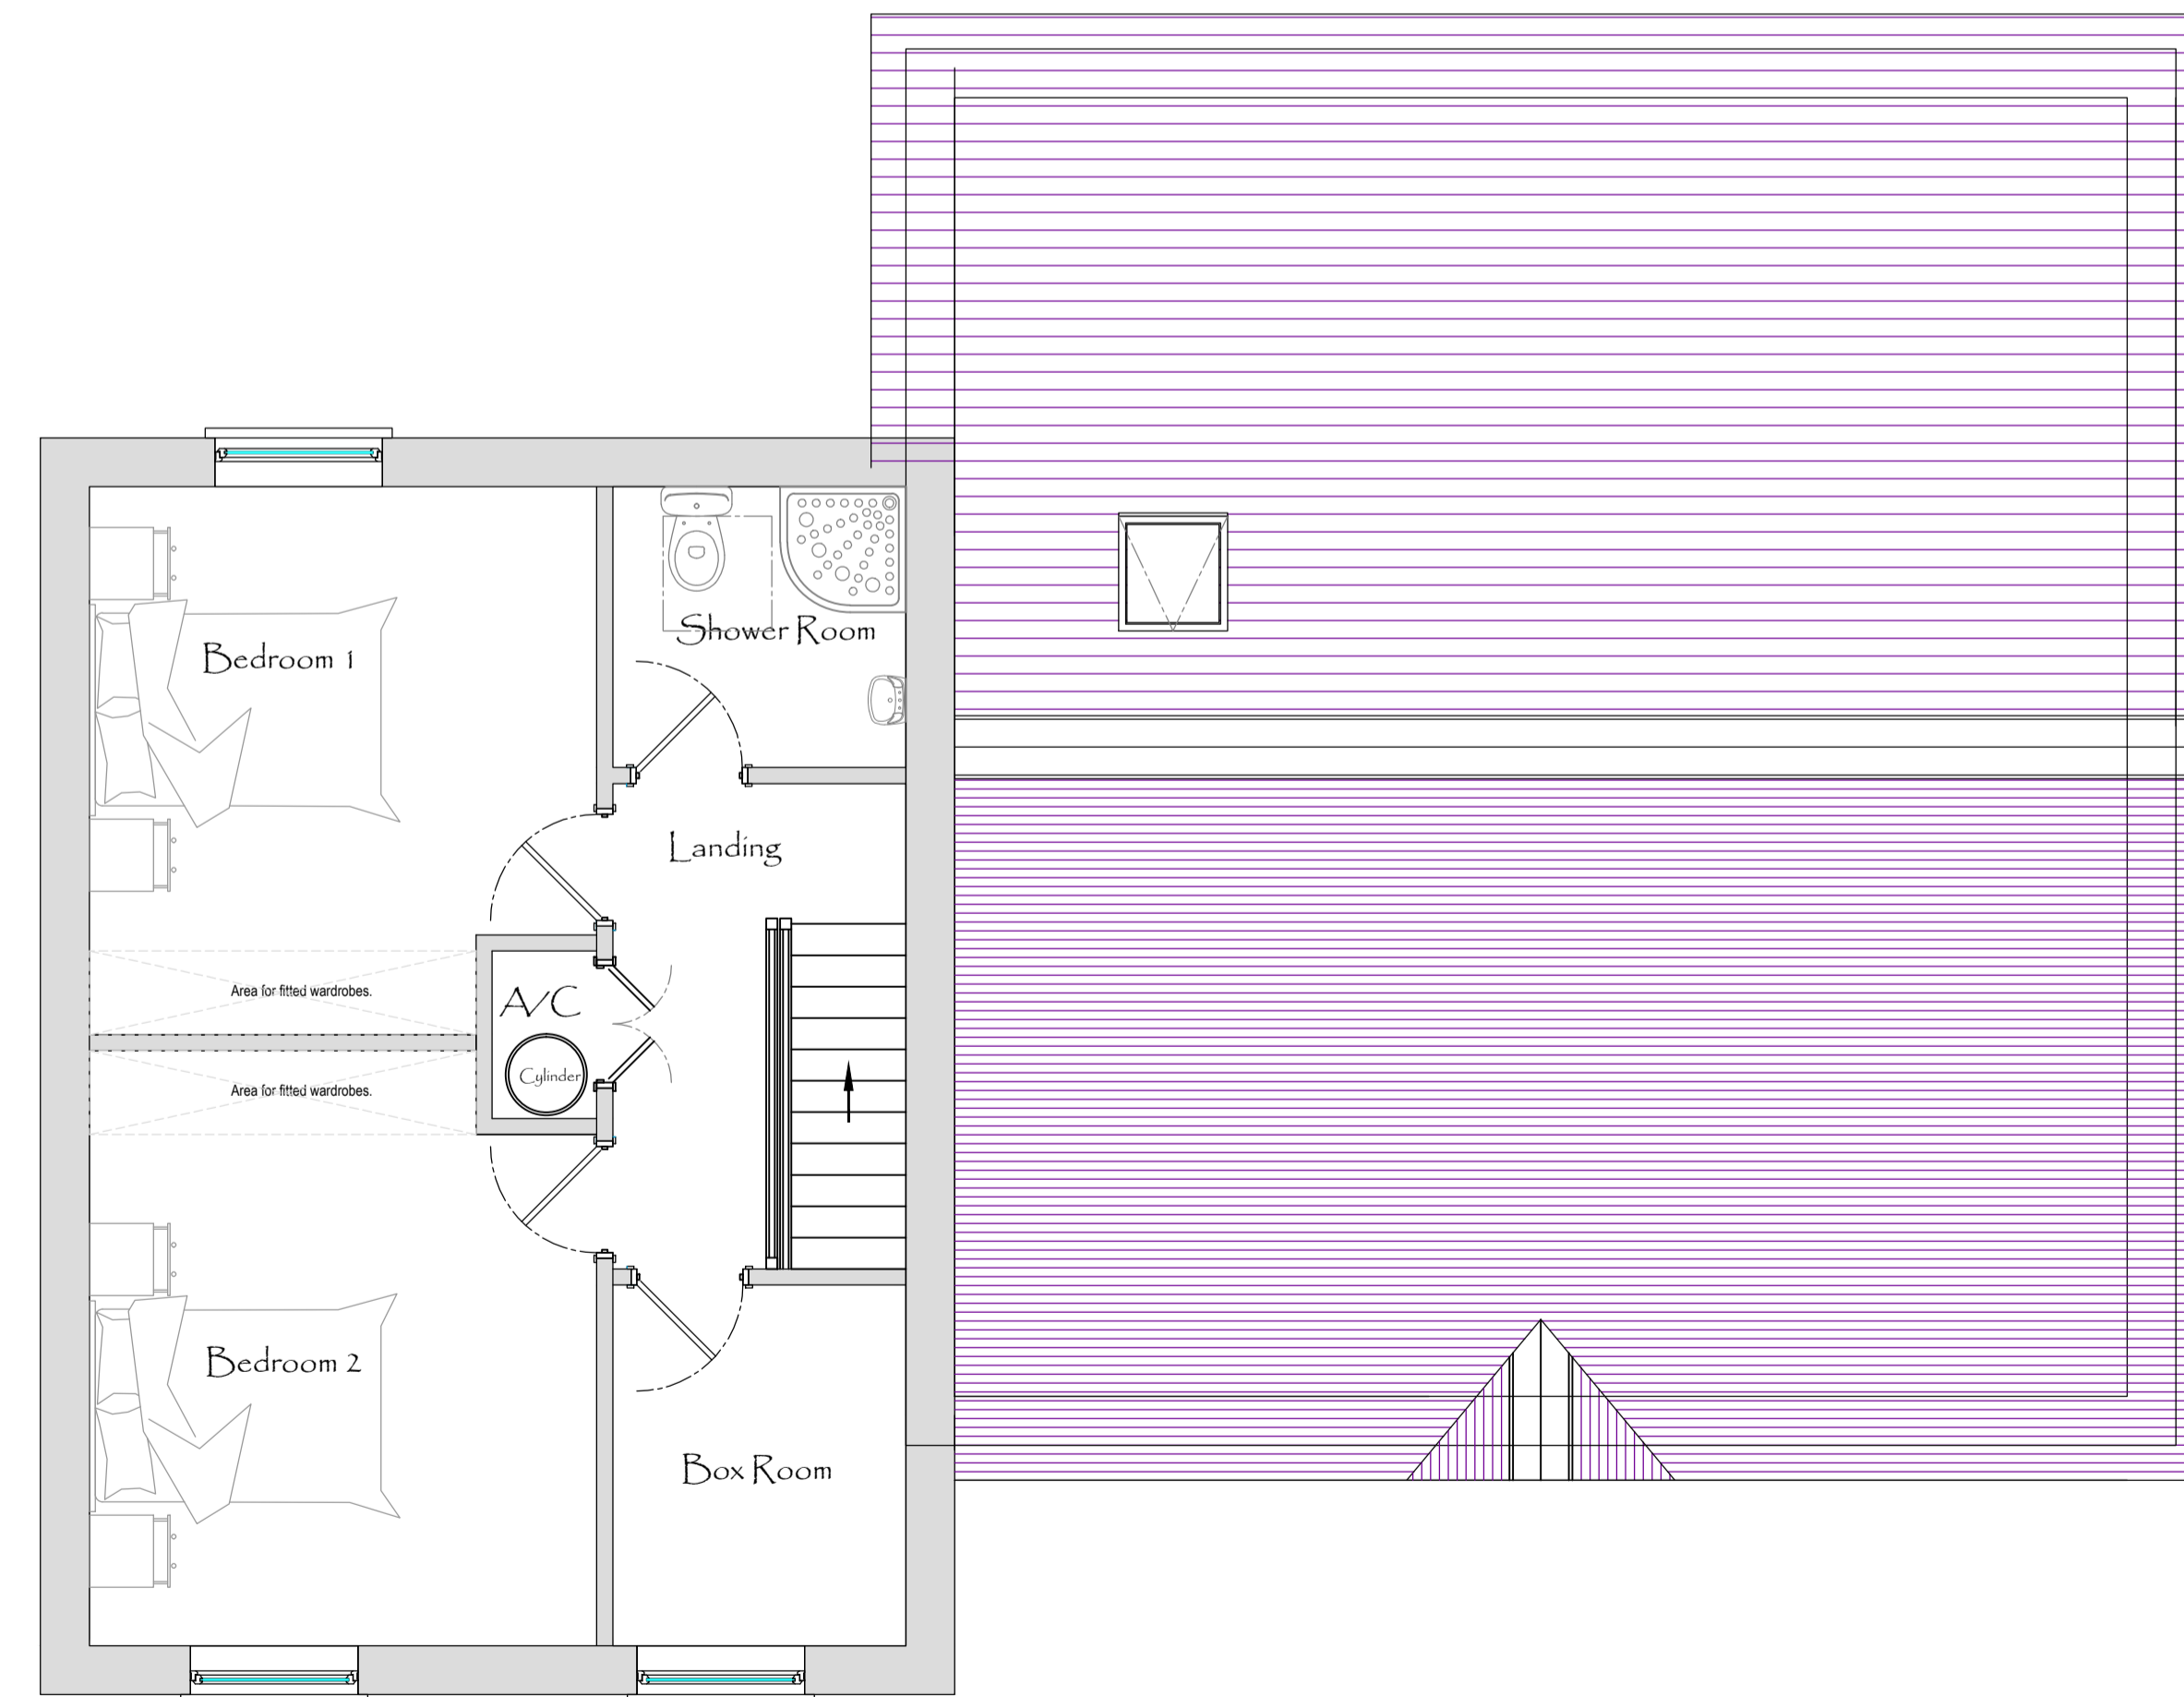 Shower Room
Bedroom 1
Landing
Area for fitted wardrobes.
A/C
Cylinder
Area for fitted wardrobes.
Bedroom 2
Box Room